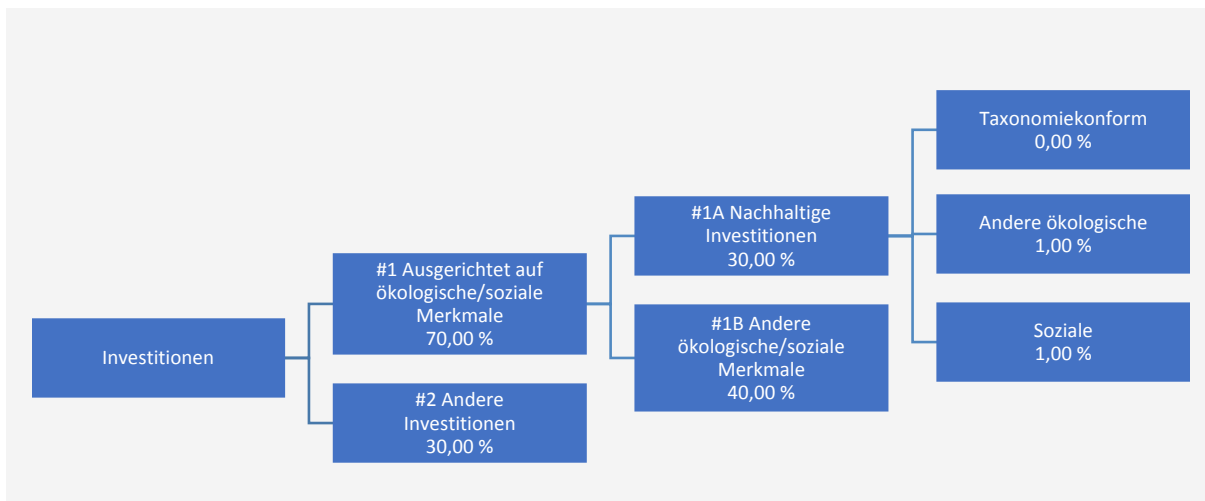 Investitionen
#1 Ausgerichtet auf
ökologische/soziale
Merkmale
70,00 %
#2 Andere
Investitionen
30,00 %
#1A Nachhaltige
Investitionen
30,00 %
#1B Andere
ökologische/soziale
Merkmale
40,00 %
Taxonomiekonform
0,00 %
Andere ökologische
1,00 %
Soziale
1,00 %